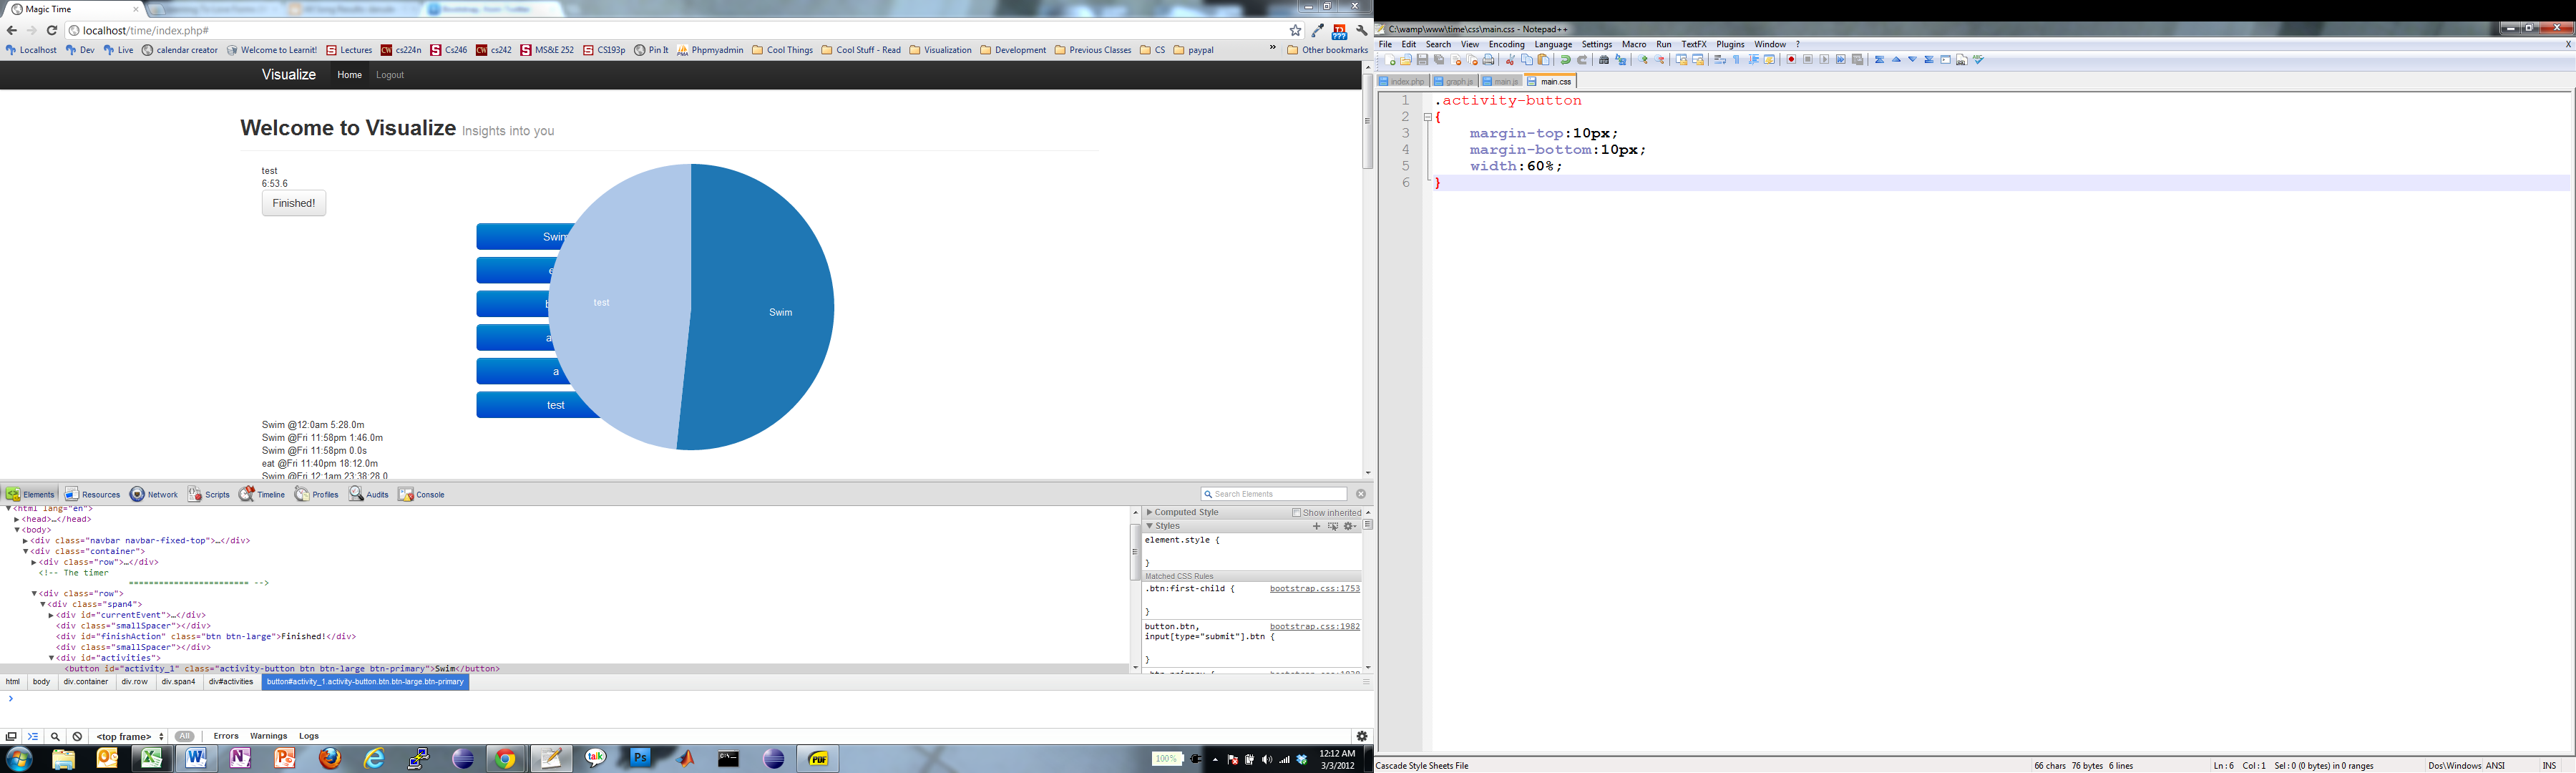 Magic Time
localhost/time/index.php#
Localhost Dev Live calendar creator Welcome to Learnit! Lectures cs224n Cs246 cs242 MS&E 252 CS193p Pin It Phpmyadmin Cool Things Cool Stuff - Read Visualization Development Previous Classes CS paypal » Other bookmarks
Visualize Home Logout
Welcome to Visualize Insights into you
test
6:53.6
Finished!
Swim
a
test
test
Swim
Swim @12:0am 5:28.0m
Swim @Fri 11:58pm 1:46.0m
Swim @Fri 11:58pm 0.0s
eat @Fri 11:40pm 18:12.0m
Swim @Fri 12:1am 23:38:28.0
Elements Resources Network Scripts Timeline Profiles Audits Console Search Elements
<html lang="en">
<head>…</head>
<body>
<div class="navbar navbar-fixed-top">…</div>
<div class="container">
<div class="row">…</div>
<!-- The timer
======================== -->
<div class="row">
<div class="span4">
<div id="currentEvent">…</div>
<div class="smallSpacer"></div>
<div id="finishAction" class="btn btn-large">Finished!</div>
<div class="smallSpacer"></div>
<div id="activities">
<button id="activity_1" class="activity-button btn btn-large btn-primary">Swim</button>
Computed Style Show inherited
Styles
element.style {
}
Matched CSS Rules
.btn:first-child { bootstrap.css:1753
}
button.btn, bootstrap.css:1982
input[type="submit"].btn {
}
html body div.container div.row div.span4 div#activities button#activity_1.activity-button.btn.btn-large.btn-primary
>
<top frame> All Errors Warnings Logs
100% 12:12 AM
3/3/2012
C:\wamp\www\time\css\main.css - Notepad++
File Edit Search View Encoding Language Settings Macro Run TextFX Plugins Window ? X
index.php graph.js main.js main.css
1 .activity-button
2 {
3 margin-top:10px;
4 margin-bottom:10px;
5 width:60%;
6 }
Cascade Style Sheets File 66 chars 76 bytes 6 lines Ln : 6 Col : 1 Sel : 0 (0 bytes) in 0 ranges Dos\Windows ANSI INS